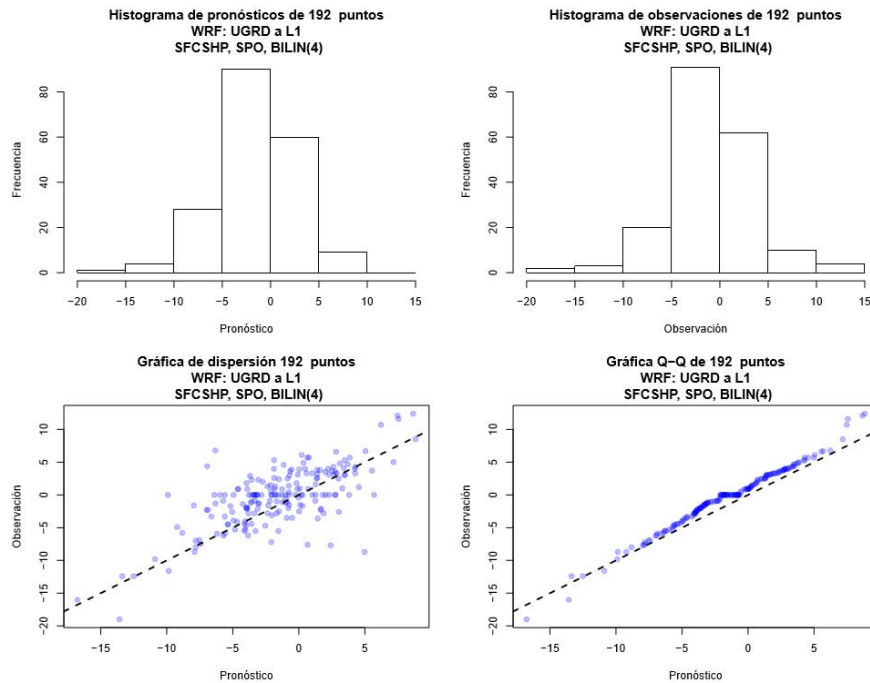 Histograma de pronósticos de 192 puntos
WRF: UGRD a L1
SFCSHP, SPO, BILIN(4)
Frecuencia
0 20 40 60 80
−20 −15 −10 −5 0 5 10 15
Pronóstico
Histograma de observaciones de 192 puntos
WRF: UGRD a L1
SFCSHP, SPO, BILIN(4)
Frecuencia
0 20 40 60 80
−20 −15 −10 −5 0 5 10 15
Observación
Gráfica de dispersión 192 puntos
WRF: UGRD a L1
SFCSHP, SPO, BILIN(4)
Observación
−20 −15 −10 −5 0 5 10
−15 −10 −5 0 5
Pronóstico
Gráfica Q−Q de 192 puntos
WRF: UGRD a L1
SFCSHP, SPO, BILIN(4)
Observación
−20 −15 −10 −5 0 5 10
−15 −10 −5 0 5
Pronóstico